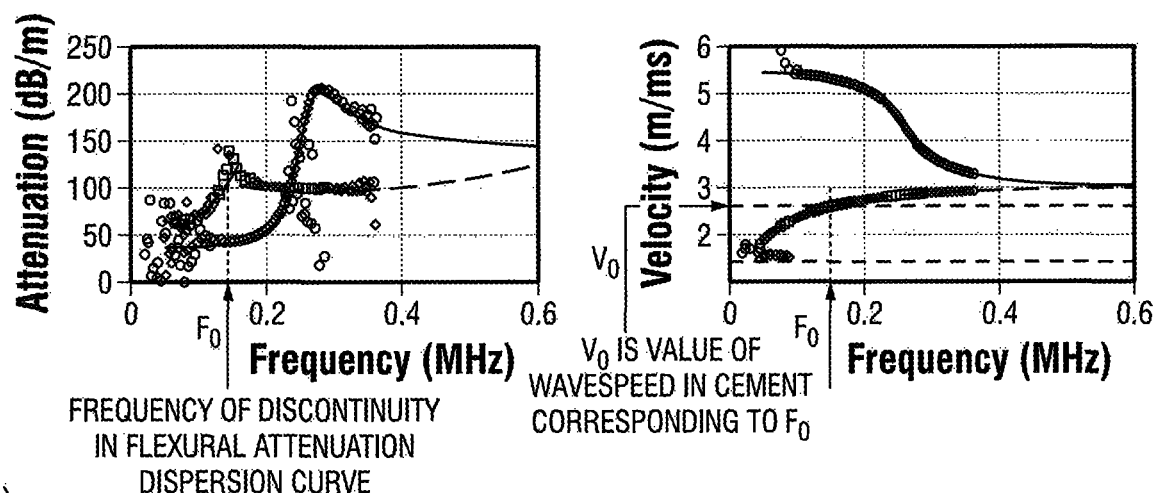 Attenuation (dB/m)
250
200
150
100
50
0
0
0.2
0.4
0.6
F0
Frequency (MHz)
FREQUENCY OF DISCONTINUITY
IN FLEXURAL ATTENUATION
DISPERSION CURVE
Velocity (m/ms)
6
5
4
3
2
0
0.2
0.4
0.6
V0
F0
Frequency (MHz)
V0 IS VALUE OF
WAVESPEED IN CEMENT
CORRESPONDING TO F0